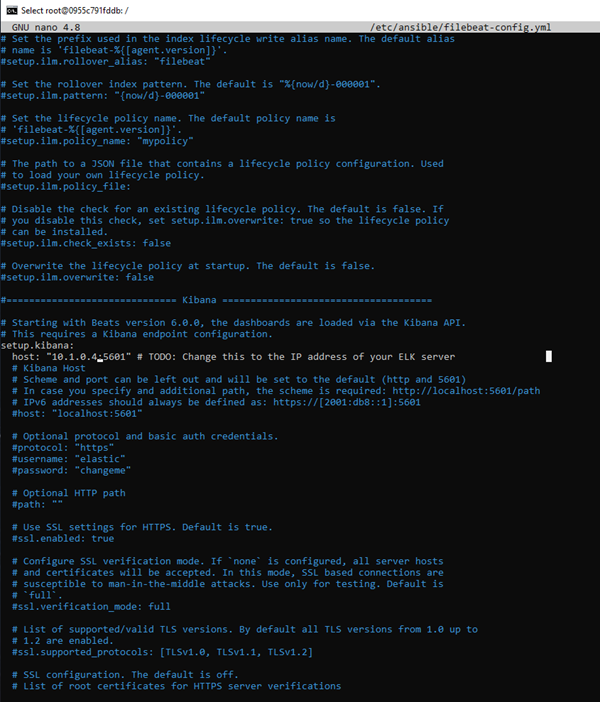 Select root@0955c791fddb: /
GNU nano 4.8 /etc/ansible/filebeat-config.yml
# Set the prefix used in the index lifecycle write alias name. The default alias
# name is 'filebeat-%{[agent.version]}'.
#setup.ilm.rollover_alias: "filebeat"
# Set the rollover index pattern. The default is "%{now/d}-000001".
#setup.ilm.pattern: "{now/d}-000001"
# Set the lifecycle policy name. The default policy name is
# 'filebeat-%{[agent.version]}'.
#setup.ilm.policy_name: "mypolicy"
# The path to a JSON file that contains a lifecycle policy configuration. Used
# to load your own lifecycle policy.
#setup.ilm.policy_file:
# Disable the check for an existing lifecycle policy. The default is false. If
# you disable this check, set setup.ilm.overwrite: true so the lifecycle policy
# can be installed.
#setup.ilm.check_exists: false
# Overwrite the lifecycle policy at startup. The default is false.
#setup.ilm.overwrite: false
#============================== Kibana =====================================
# Starting with Beats version 6.0.0, the dashboards are loaded via the Kibana API.
# This requires a Kibana endpoint configuration.
setup.kibana:
host: "10.1.0.4:5601" # TODO: Change this to the IP address of your ELK server
# Kibana Host
# Scheme and port can be left out and will be set to the default (http and 5601)
# In case you specify and additional path, the scheme is required: http://localhost:5601/path
# IPv6 addresses should always be defined as: https://[2001:db8::1]:5601
#host: "localhost:5601"
# Optional protocol and basic auth credentials.
#protocol: "https"
#username: "elastic"
#password: "changeme"
# Optional HTTP path
#path: ""
# Use SSL settings for HTTPS. Default is true.
#ssl.enabled: true
# Configure SSL verification mode. If `none` is configured, all server hosts
# and certificates will be accepted. In this mode, SSL based connections are
# susceptible to man-in-the-middle attacks. Use only for testing. Default is
# `full`.
#ssl.verification_mode: full
# List of supported/valid TLS versions. By default all TLS versions from 1.0 up to
# 1.2 are enabled.
#ssl.supported_protocols: [TLSv1.0, TLSv1.1, TLSv1.2]
# SSL configuration. The default is off.
# List of root certificates for HTTPS server verifications